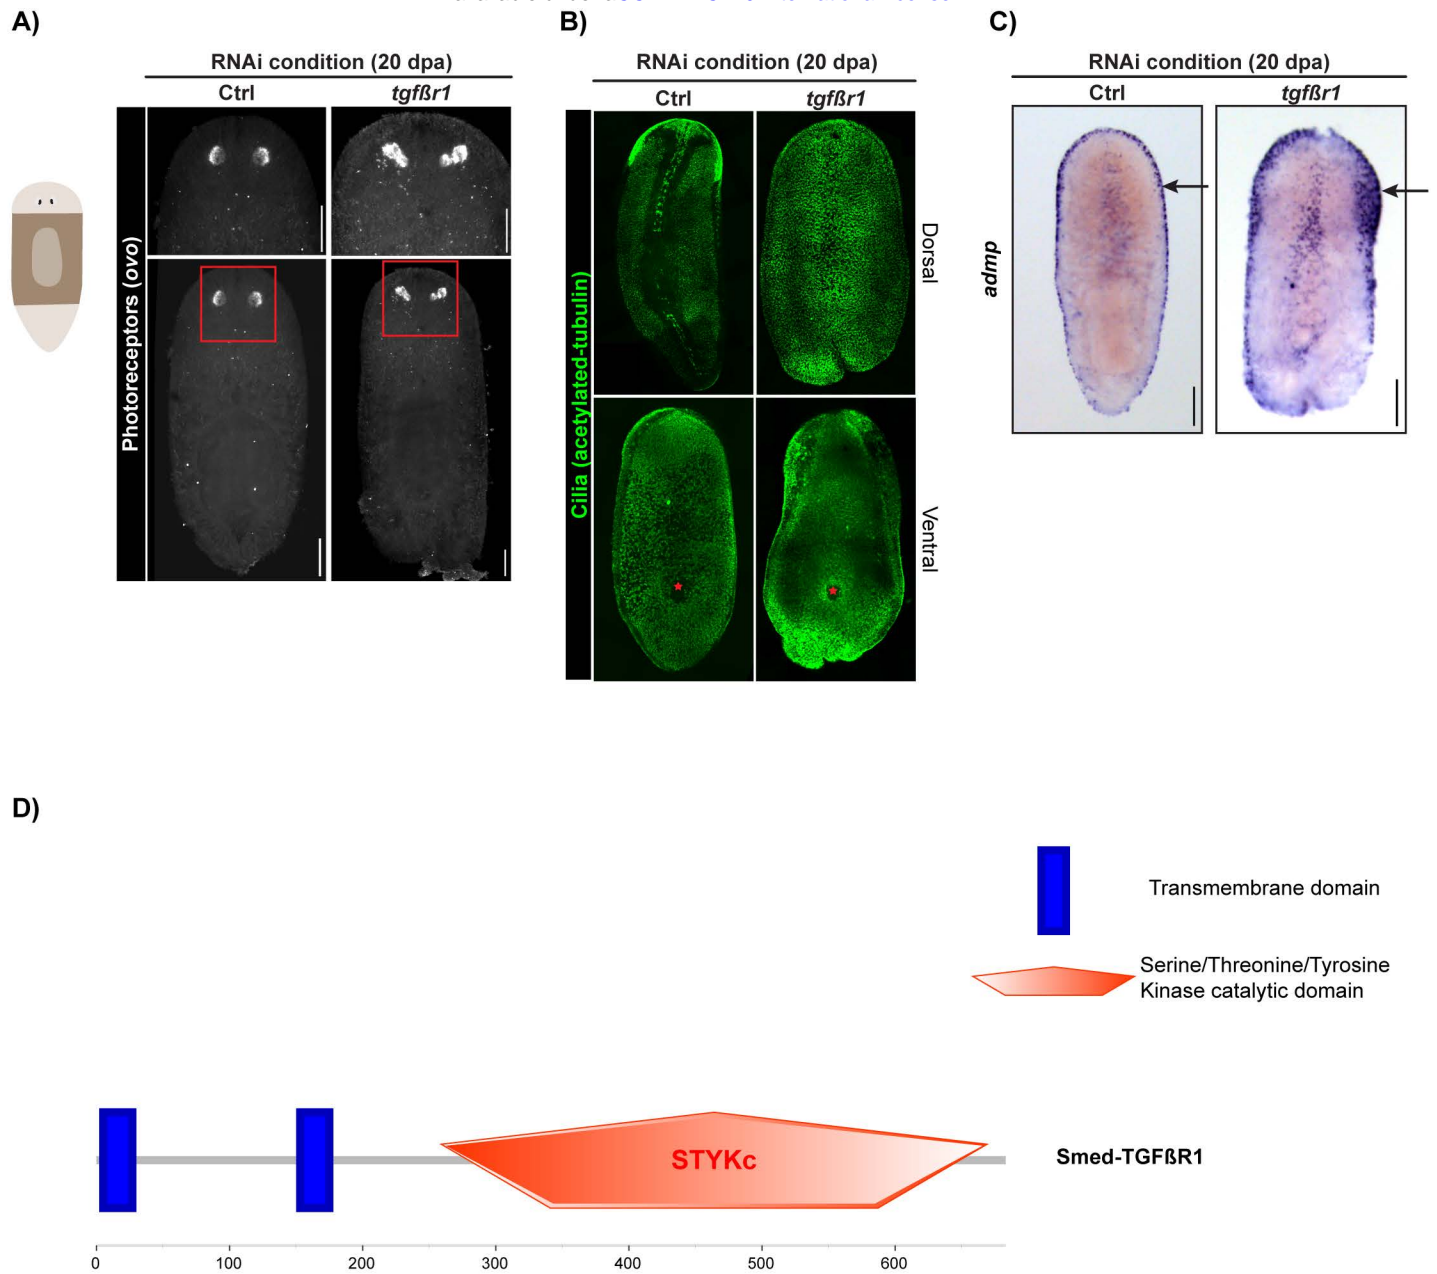 A)
RNAi condition (20 dpa)
Ctrl
tgfßr1
Photoreceptors (ovo)
B)
RNAi condition (20 dpa)
Ctrl
tgfßr1
Cilia (acetylated-tubulin)
Dorsal
Ventral
C)
RNAi condition (20 dpa)
Ctrl
tgfßr1
admp
D)
Transmembrane domain
Serine/Threonine/Tyrosine
Kinase catalytic domain
STYKc
Smed-TGFßR1
0 100 200 300 400 500 600